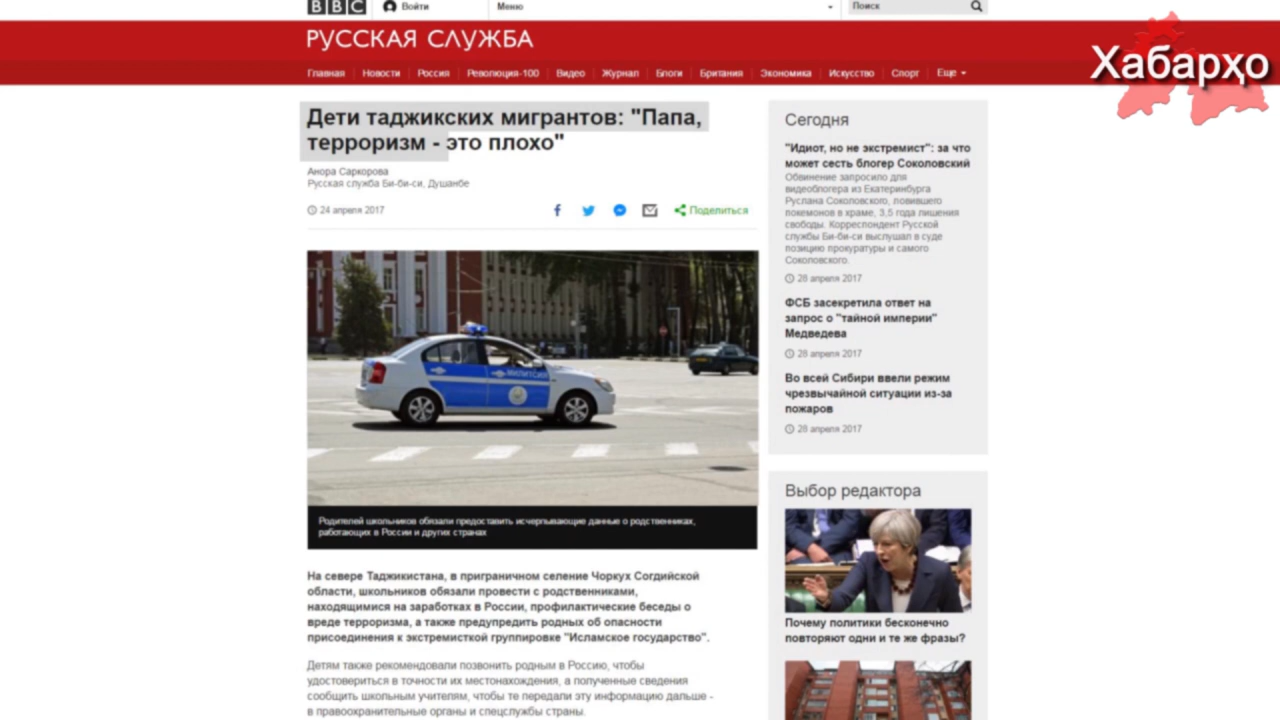 BBC Войти Меню Поиск
РУССКАЯ СЛУЖБА
Хабарҳо
Главная Новости Россия Революция-100 Видео Журнал Блоги Британия Экономика Искусство Спорт Еще
Дети таджикских мигрантов: "Папа,
терроризм - это плохо"
Анора Саркорова
Русская служба Би-би-си, Душанбе
24 апреля 2017
Поделиться
МИЛИТСИЯ
Родителей школьников обязали предоставить исчерпывающие данные о родственниках,
работающих в России и других странах
На севере Таджикистана, в приграничном селение Чоркух Согдийской
области, школьников обязали провести с родственниками,
находящимися на заработках в России, профилактические беседы о
вреде терроризма, а также предупредить родных об опасности
присоединения к экстремисткой группировке "Исламское государство".
Детям также рекомендовали позвонить родным в Россию, чтобы
удостовериться в точности их местонахождения, а полученные сведения
сообщить школьным учителям, чтобы те передали эту информацию дальше -
в правоохранительные органы и спецслужбы страны.
Сегодня
"Идиот, но не экстремист": за что
может сесть блогер Соколовский
Обвинение запросило для
видеоблогера из Екатеринбурга
Руслана Соколовского, ловившего
покемонов в храме, 3,5 года лишения
свободы. Корреспондент Русской
службы Би-би-си выслушал в суде
позицию прокуратуры и самого
Соколовского.
28 апреля 2017
ФСБ засекретила ответ на
запрос о "тайной империи"
Медведева
28 апреля 2017
Во всей Сибири ввели режим
чрезвычайной ситуации из-за
пожаров
28 апреля 2017
Выбор редактора
Почему политики бесконечно
повторяют одни и те же фразы?